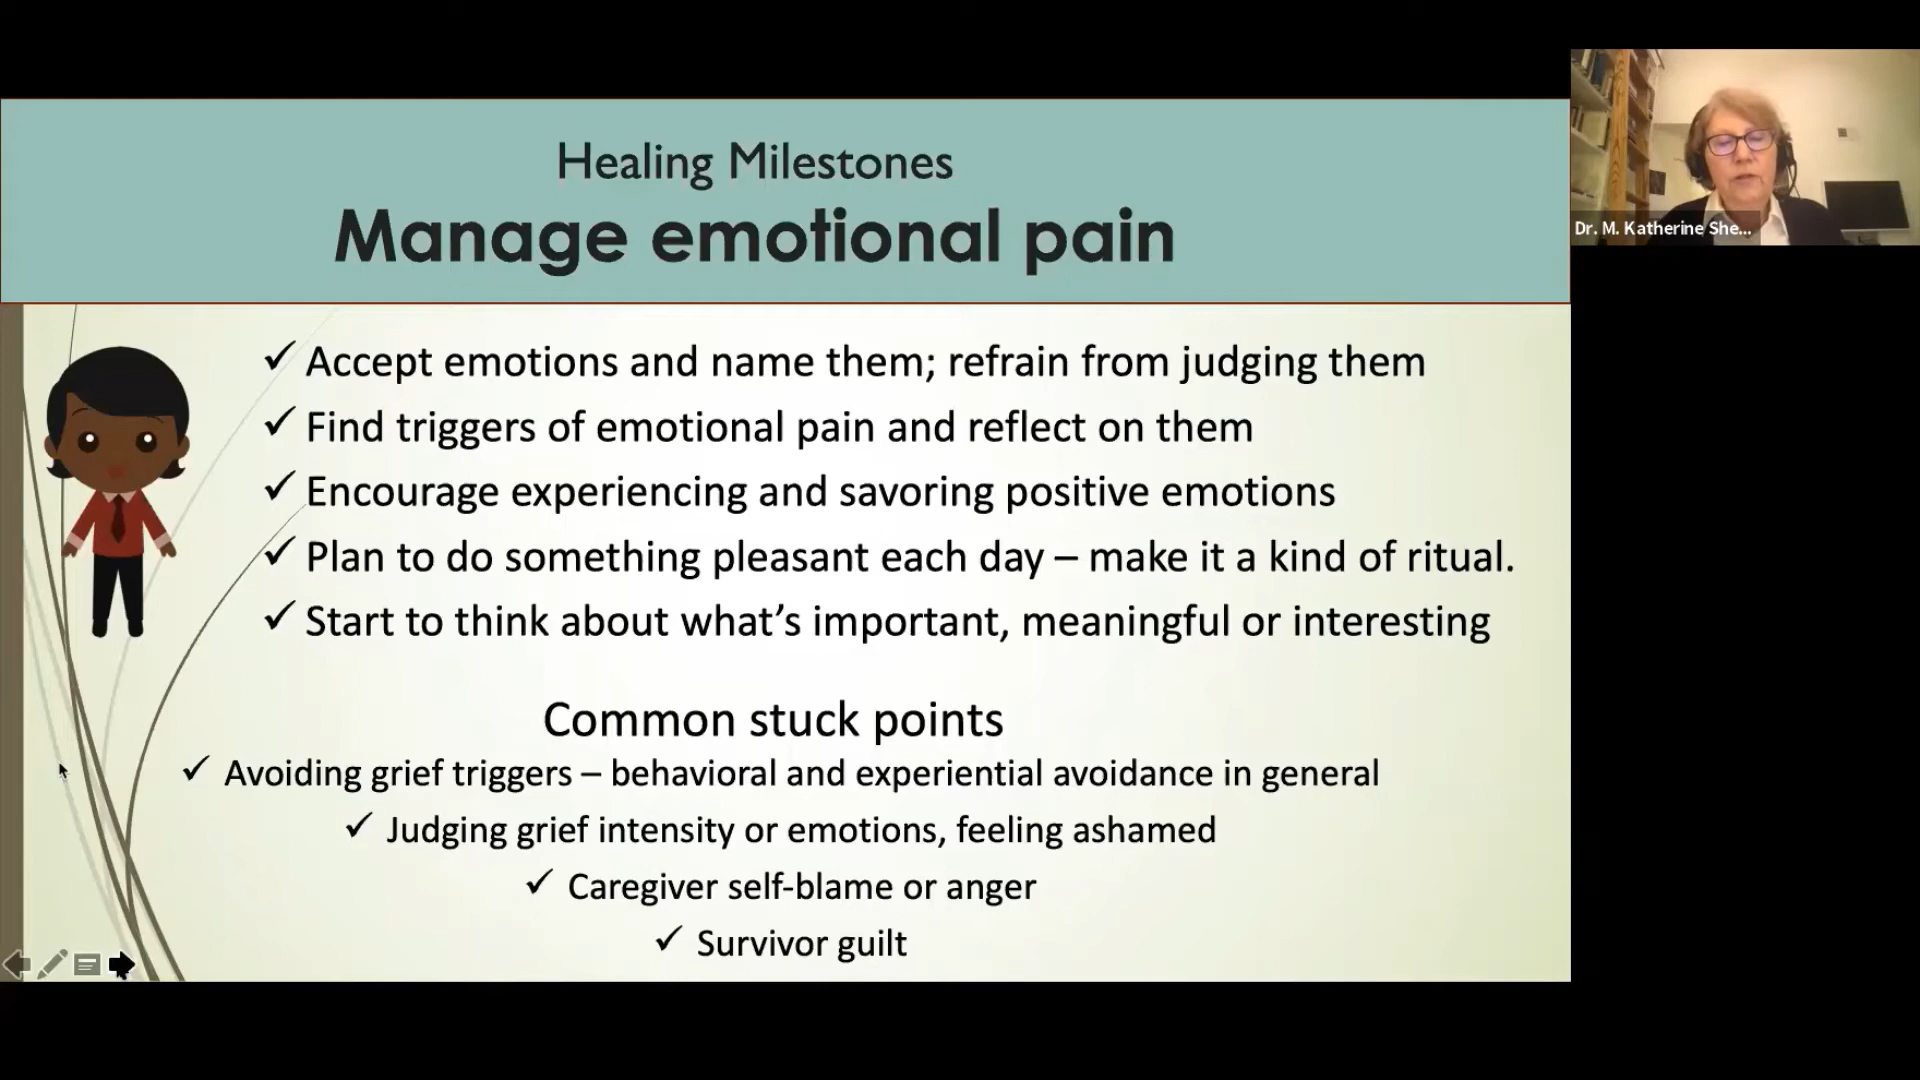 Healing Milestones
Manage emotional pain
✓ Accept emotions and name them; refrain from judging them
✓ Find triggers of emotional pain and reflect on them
✓ Encourage experiencing and savoring positive emotions
✓ Plan to do something pleasant each day – make it a kind of ritual.
✓ Start to think about what’s important, meaningful or interesting
Common stuck points
✓ Avoiding grief triggers – behavioral and experiential avoidance in general
✓ Judging grief intensity or emotions, feeling ashamed
✓ Caregiver self-blame or anger
✓ Survivor guilt
Dr. M. Katherine She...